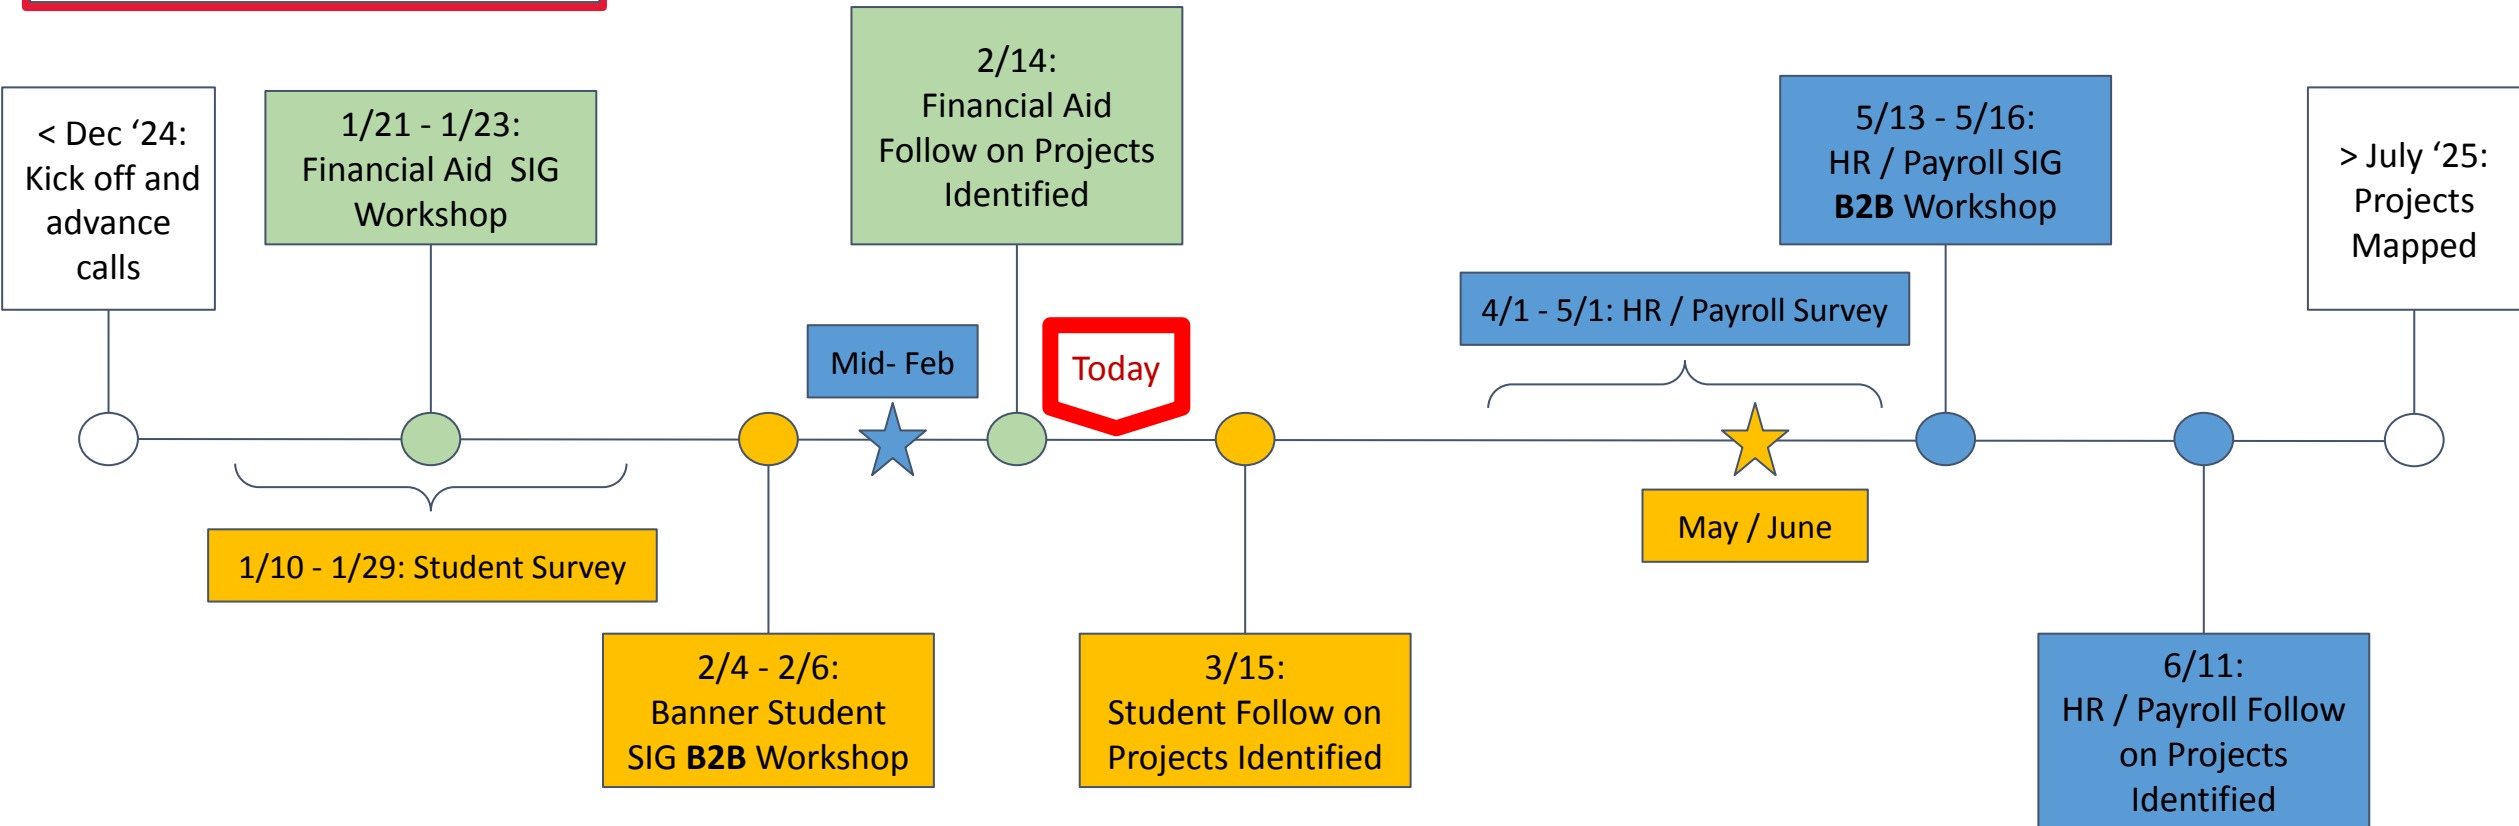 < Dec ‘24:
Kick off and
advance
calls
1/21 - 1/23:
Financial Aid  SIG
Workshop
2/14:
Financial Aid
Follow on Projects
Identified
5/13 - 5/16:
HR / Payroll SIG
B2B Workshop
> July ‘25:
Projects
Mapped
4/1 - 5/1: HR / Payroll Survey
Mid- Feb
Today
May / June
1/10 - 1/29: Student Survey
2/4 - 2/6:
Banner Student
SIG B2B Workshop
3/15:
Student Follow on
Projects Identified
6/11:
HR / Payroll Follow
on Projects
Identified